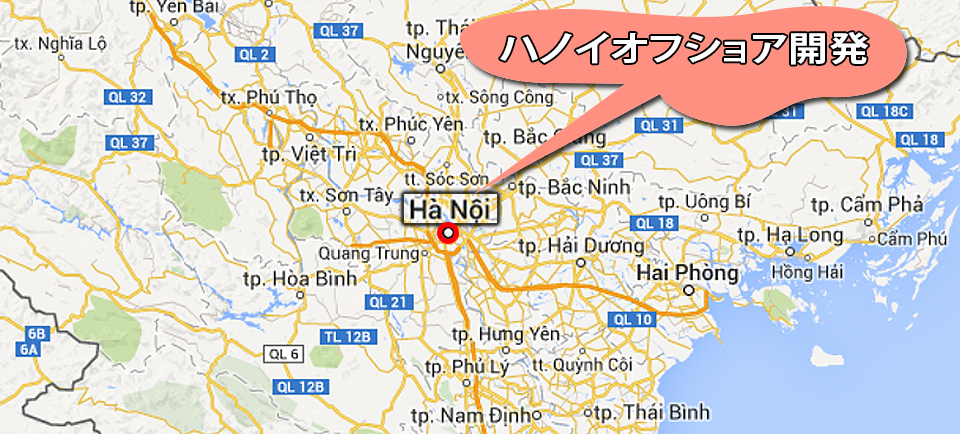 tp. Yên Bái
tx. Nghĩa Lộ
QL 37
tp. Thái
Nguyê
QL 2
ハノイオフショア開発
QL 32
tx. Phú Thọ
tx. Sông Công
31
QL 18C
tx. Phúc Yên
QL 31
QL 37
tp. Bắc Giang
QL 18
tp. Việt Trì
QL 37
tt. Sóc Sơn
tp. Bắc Ninh
tx. Sơn Tây
Hà Nội
tp. Uông Bí
tp. Cẩm Phả
QL 18
tp. Hạ Long
Cẩm Phú
Quang Trung
tp. Hải Dương
Hồng Hải
tp. Hòa Bình
Hai Phòng
QL 21
QL 10
6B
6A
TL 12B
tp. Hưng Yên
QL 6
tp. Phủ Lý
tt. Quỳnh Côi
QL 12B
tp. Nam Định
tp. Thái Bình